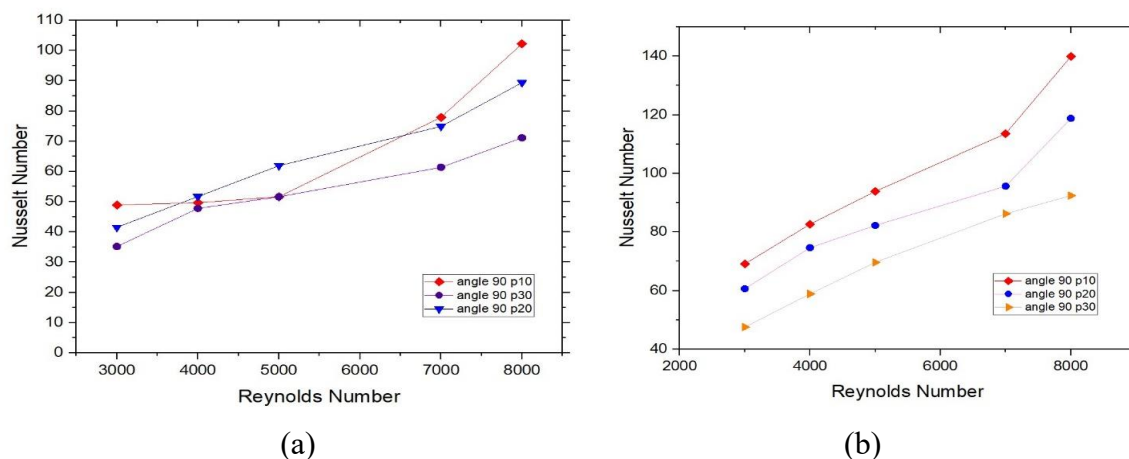 110
100
90
80
70
60
50
40
30
20
10
0
Nusselt Number
angle 90 p10
angle 90 p30
angle 90 p20
3000 4000 5000 7000 8000
Reynolds Number
(a)
140
120
100
80
60
40
Nusselt Number
angle 90 p10
angle 90 p20
angle 90 p30
2000 4000 6000 8000
Reynolds Number
(b)